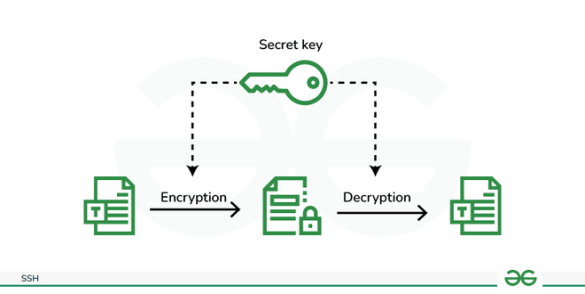 Secret key
Encryption
Decryption
T
T
SSH